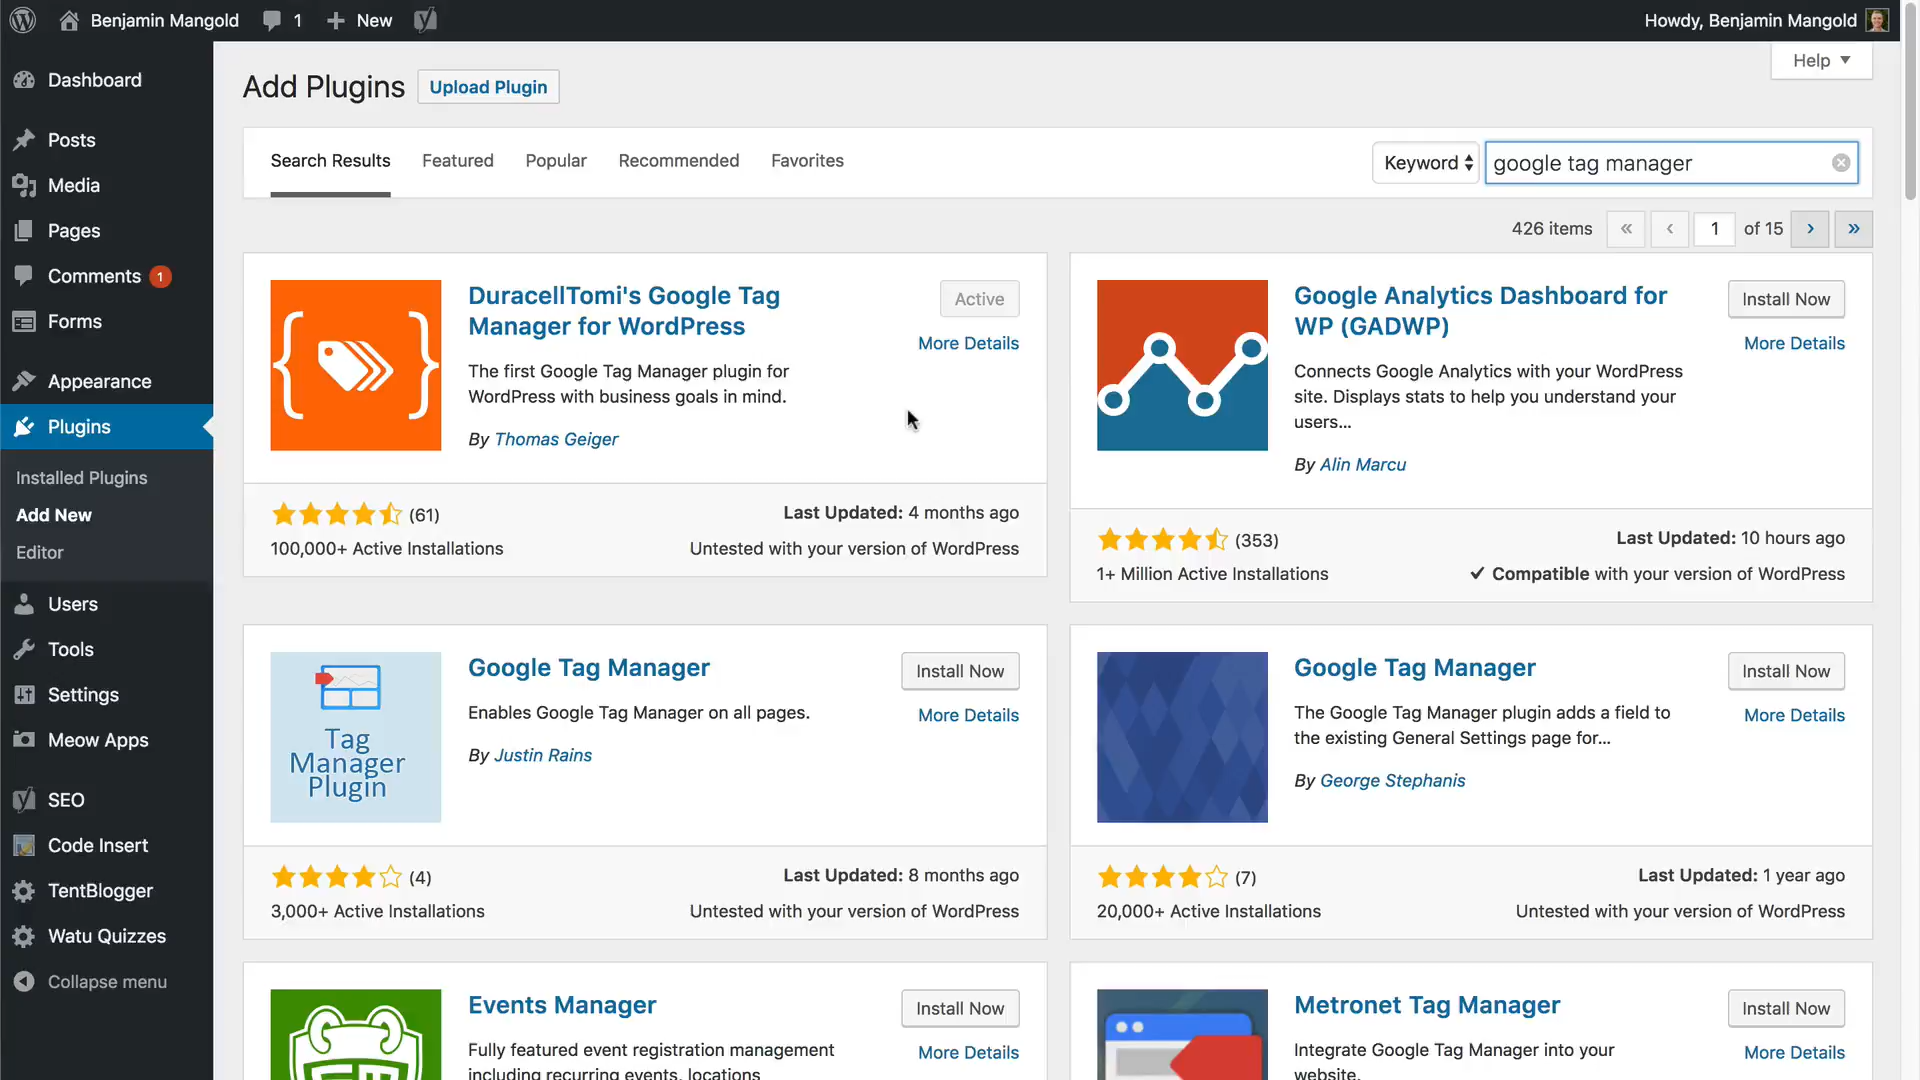 Benjamin Mangold
1
New
Howdy, Benjamin Mangold
Dashboard
Posts
Media
Pages
Comments 1
Forms
Appearance
Plugins
Installed Plugins
Add New
Editor
Users
Tools
Settings
Meow Apps
SEO
Code Insert
TentBlogger
Watu Quizzes
Collapse menu
Help
Add Plugins
Upload Plugin
Search Results
Featured
Popular
Recommended
Favorites
Keyword
google tag manager
426 items
«
‹
1
of 15
›
»
DuracellTomi's Google Tag
Manager for WordPress
Active
More Details
The first Google Tag Manager plugin for
WordPress with business goals in mind.
By Thomas Geiger
(61)
Last Updated: 4 months ago
100,000+ Active Installations
Untested with your version of WordPress
Google Analytics Dashboard for
WP (GADWP)
Install Now
More Details
Connects Google Analytics with your WordPress
site. Displays stats to help you understand your
users...
By Alin Marcu
(353)
Last Updated: 10 hours ago
1+ Million Active Installations
Compatible with your version of WordPress
Tag
Manager
Plugin
Google Tag Manager
Install Now
More Details
Enables Google Tag Manager on all pages.
By Justin Rains
(4)
Last Updated: 8 months ago
3,000+ Active Installations
Untested with your version of WordPress
Google Tag Manager
Install Now
More Details
The Google Tag Manager plugin adds a field to
the existing General Settings page for...
By George Stephanis
(7)
Last Updated: 1 year ago
20,000+ Active Installations
Untested with your version of WordPress
Events Manager
Install Now
More Details
Fully featured event registration management
including recurring events, locations
Metronet Tag Manager
Install Now
More Details
Integrate Google Tag Manager into your
website.